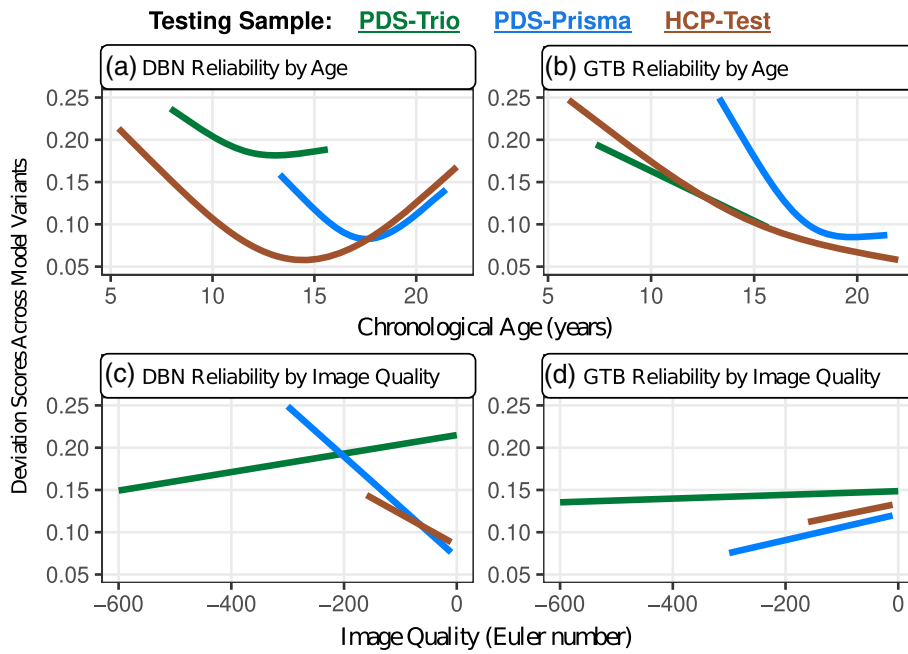 Testing Sample: PDS-Trio PDS-Prisma HCP-Test
(a) DBN Reliability by Age
(b) GTB Reliability by Age
Deviation Scores Across Model Variants
0.25
0.20
0.15
0.10
0.05
5 10 15 20
5 10 15 20
Chronological Age (years)
(c) DBN Reliability by Image Quality
(d) GTB Reliability by Image Quality
0.25
0.20
0.15
0.10
0.05
−600 −400 −200 0
−600 −400 −200 0
Image Quality (Euler number)